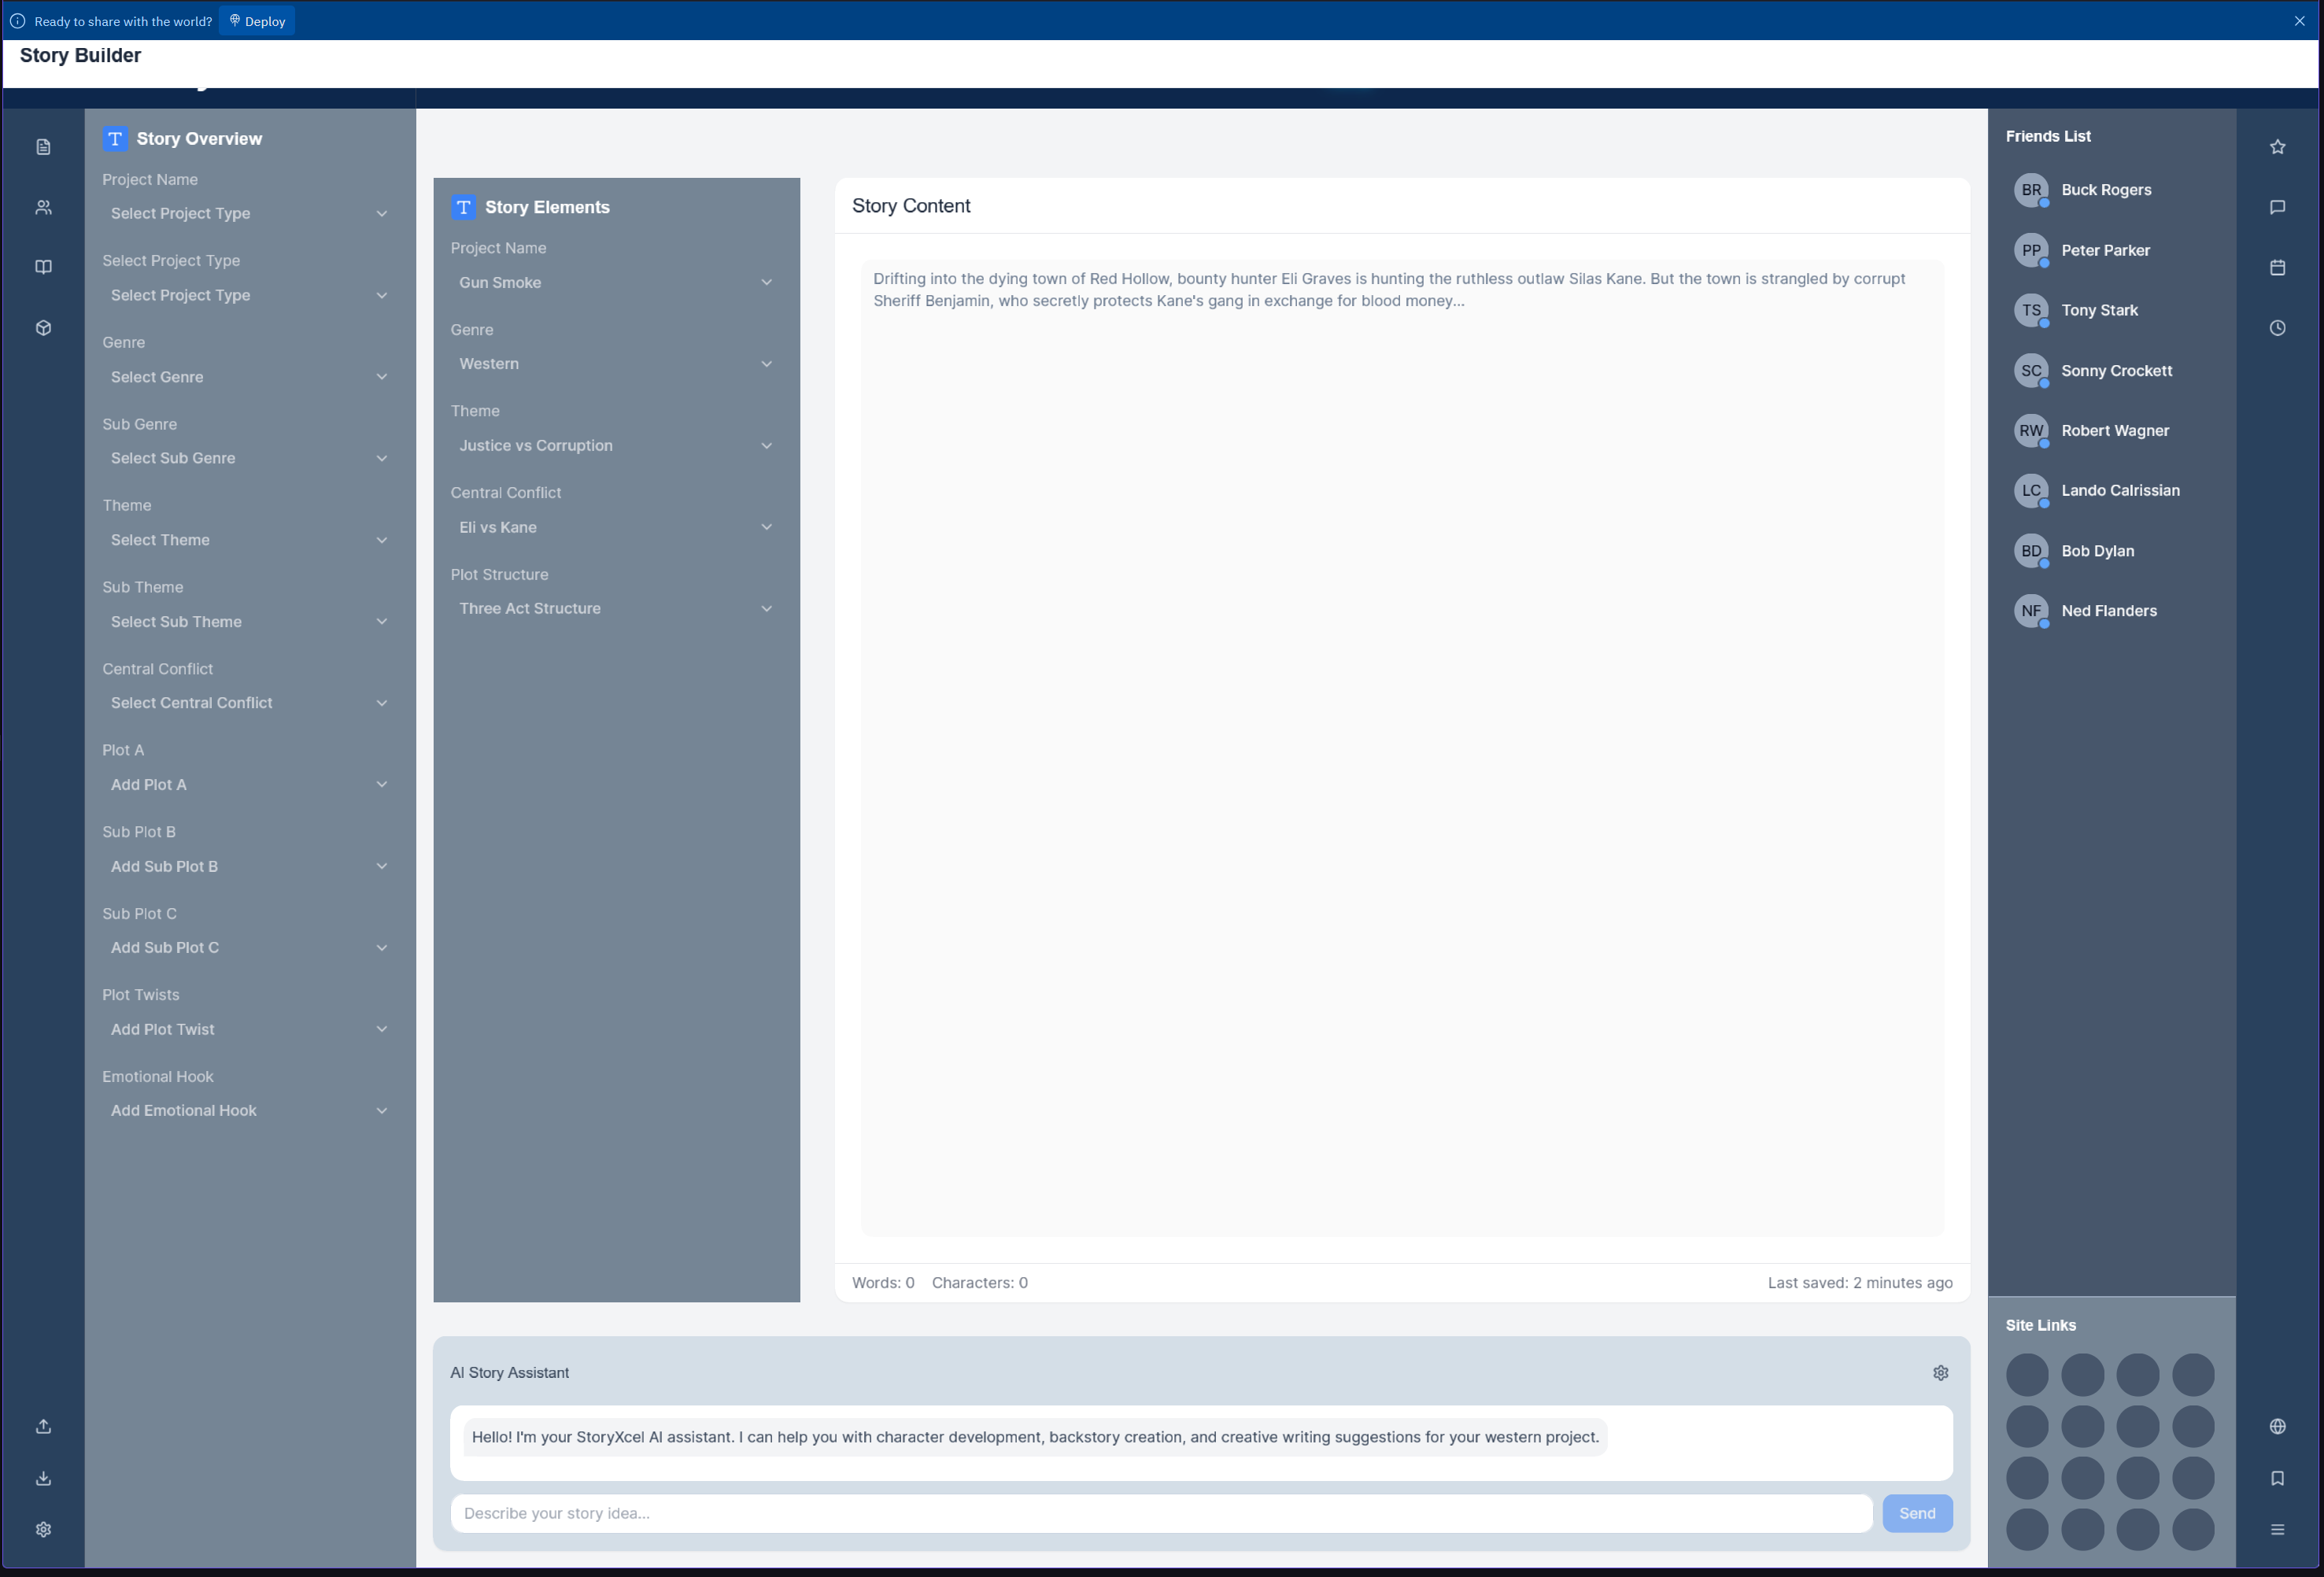 Ready to share with the world?
Deploy
Story Builder
T Story Overview
Project Name
Select Project Type
Select Project Type
Select Project Type
Genre
Select Genre
Sub Genre
Select Sub Genre
Theme
Select Theme
Sub Theme
Select Sub Theme
Central Conflict
Select Central Conflict
Plot A
Add Plot A
Sub Plot B
Add Sub Plot B
Sub Plot C
Add Sub Plot C
Plot Twists
Add Plot Twist
Emotional Hook
Add Emotional Hook
T Story Elements
Project Name
Gun Smoke
Genre
Western
Theme
Justice vs Corruption
Central Conflict
Eli vs Kane
Plot Structure
Three Act Structure
Story Content
Drifting into the dying town of Red Hollow, bounty hunter Eli Graves is hunting the ruthless outlaw Silas Kane. But the town is strangled by corrupt
Sheriff Benjamin, who secretly protects Kane's gang in exchange for blood money...
Words: 0 Characters: 0
Last saved: 2 minutes ago
AI Story Assistant
Hello! I'm your StoryXcel AI assistant. I can help you with character development, backstory creation, and creative writing suggestions for your western project.
Describe your story idea...
Send
Friends List
BR Buck Rogers
PP Peter Parker
TS Tony Stark
SC Sonny Crockett
RW Robert Wagner
LC Lando Calrissian
BD Bob Dylan
NF Ned Flanders
Site Links